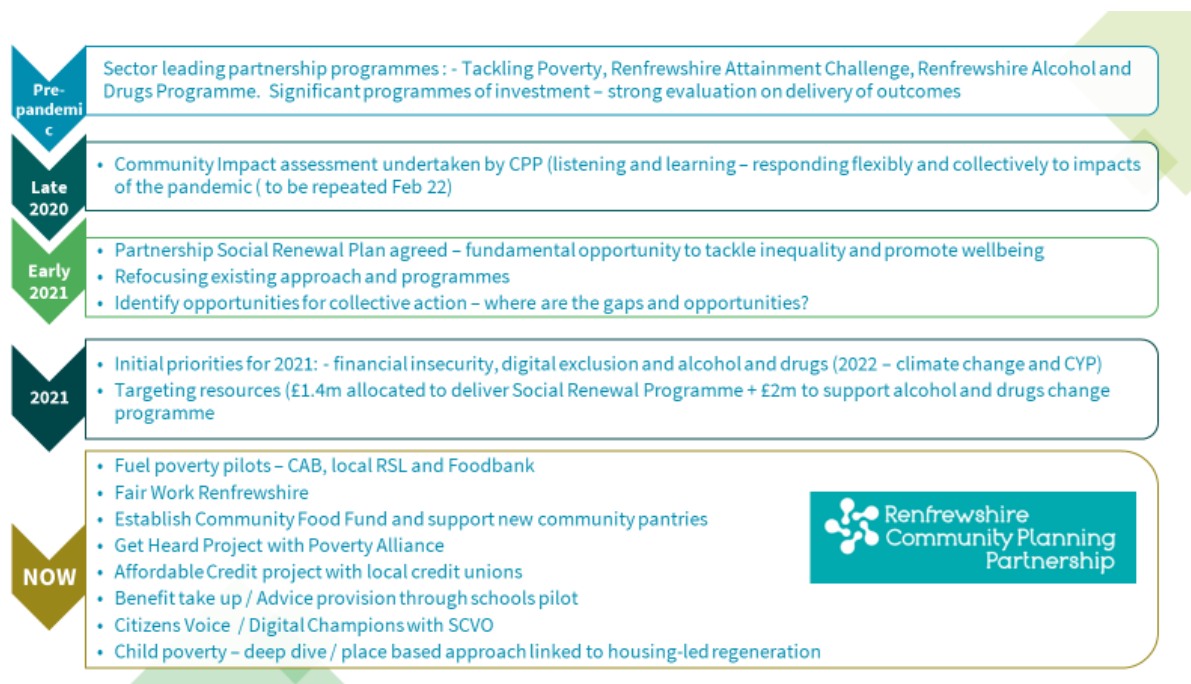 Pre-
pandemi
c
Sector leading partnership programmes : - Tackling Poverty, Renfrewshire Attainment Challenge, Renfrewshire Alcohol and
Drugs Programme.  Significant programmes of investment – strong evaluation on delivery of outcomes
Late
2020
• Community Impact assessment undertaken by CPP (listening and learning – responding flexibly and collectively to impacts
of the pandemic ( to be repeated Feb 22)
Early
2021
• Partnership Social Renewal Plan agreed – fundamental opportunity to tackle inequality and promote wellbeing
• Refocusing existing approach and programmes
• Identify opportunities for collective action – where are the gaps and opportunities?
2021
• Initial priorities for 2021: - financial insecurity, digital exclusion and alcohol and drugs (2022 – climate change and CYP)
• Targeting resources (£1.4m allocated to deliver Social Renewal Programme + £2m to support alcohol and drugs change
programme
NOW
• Fuel poverty pilots – CAB, local RSL and Foodbank
• Fair Work Renfrewshire
• Establish Community Food Fund and support new community pantries
• Get Heard Project with Poverty Alliance
• Affordable Credit project with local credit unions
• Benefit take up / Advice provision through schools pilot
• Citizens Voice  / Digital Champions with SCVO
• Child poverty – deep dive / place based approach linked to housing-led regeneration
Renfrewshire
Community Planning
Partnership